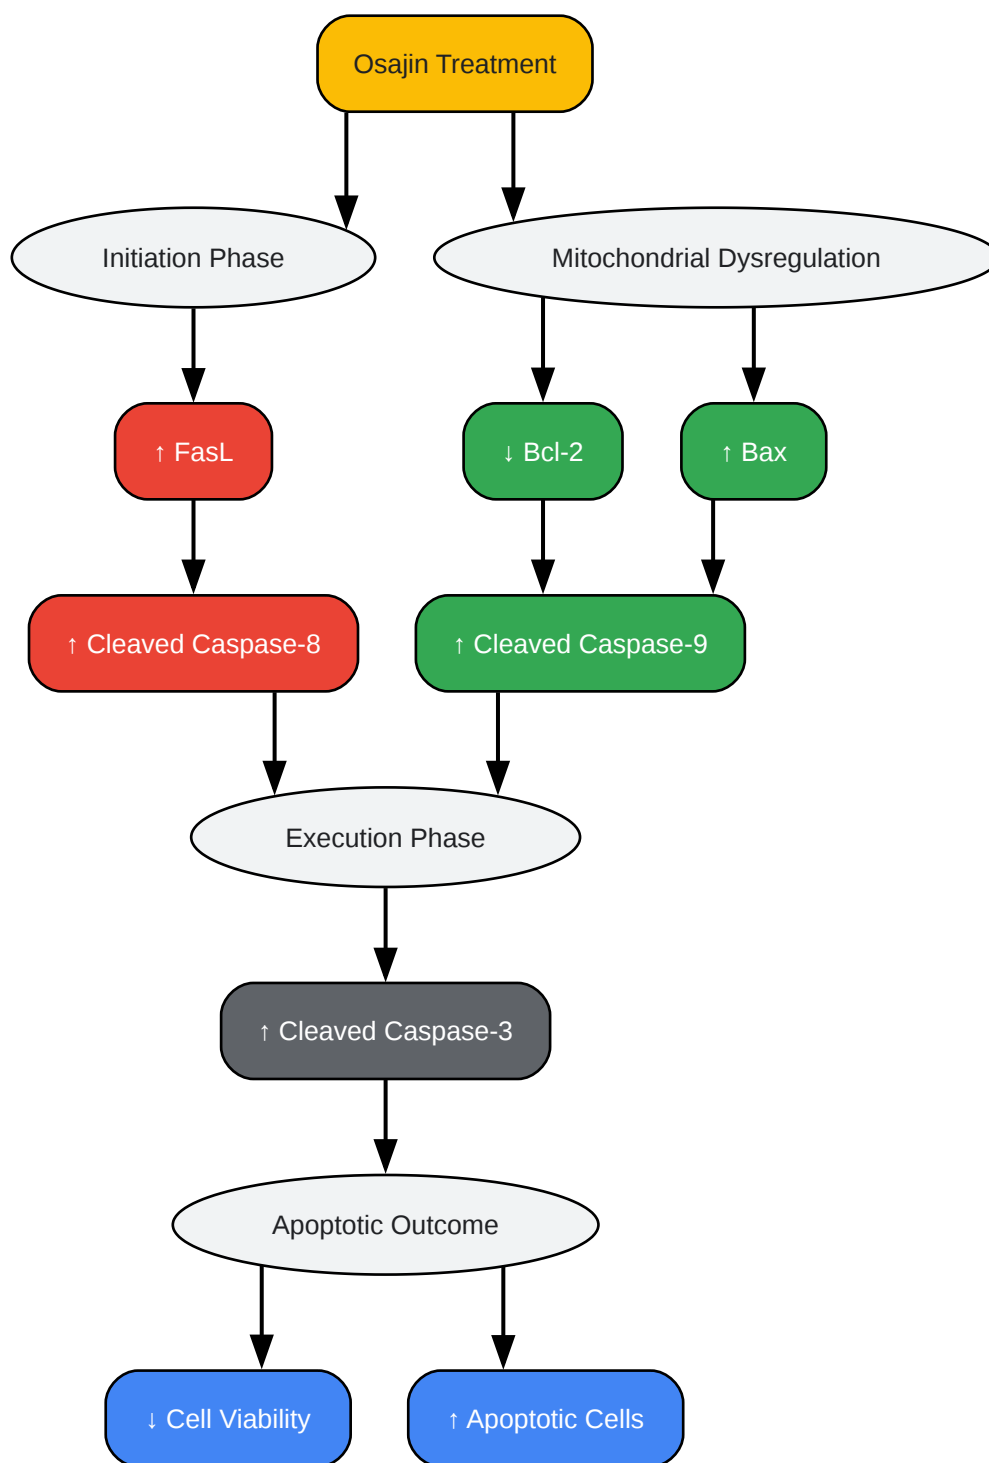 Osajin Treatment
Initiation Phase
Mitochondrial Dysregulation
↑ FasL
↓ Bcl-2
↑ Bax
↑ Cleaved Caspase-8
↑ Cleaved Caspase-9
Execution Phase
↑ Cleaved Caspase-3
Apoptotic Outcome
↓ Cell Viability
↑ Apoptotic Cells